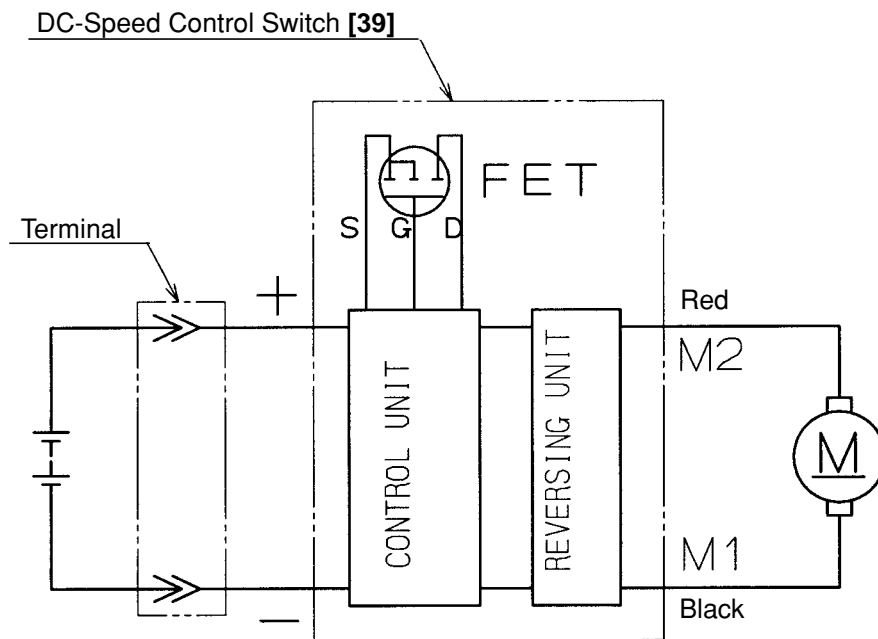 DC-Speed Control Switch [39]
FET
S G D
Terminal
+
Red
M2
CONTROL UNIT
REVERSING UNIT
M
M1
Black
—